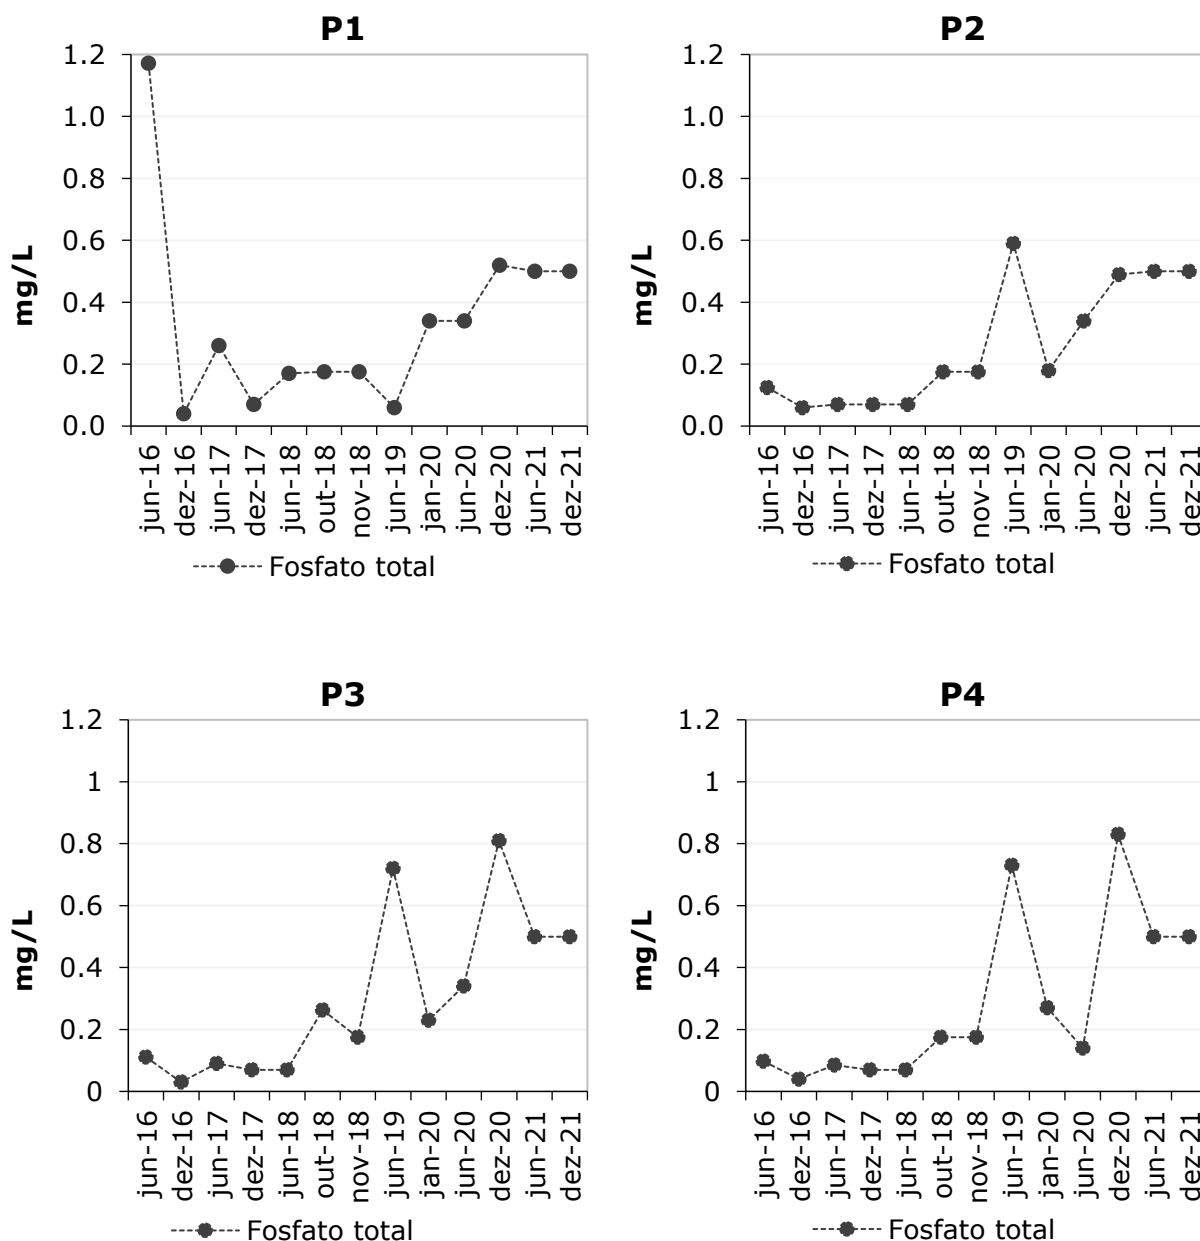 P1
1.2
1.0
0.8
0.6
0.4
0.2
0.0
mg/L
jun-16
dez-16
jun-17
dez-17
jun-18
out-18
nov-18
jun-19
jan-20
jun-20
dez-20
jun-21
dez-21
Fosfato total
P2
1.2
1.0
0.8
0.6
0.4
0.2
0.0
mg/L
jun-16
dez-16
jun-17
dez-17
jun-18
out-18
nov-18
jun-19
jan-20
jun-20
dez-20
jun-21
dez-21
Fosfato total
P3
1.2
1
0.8
0.6
0.4
0.2
0
mg/L
jun-16
dez-16
jun-17
dez-17
jun-18
out-18
nov-18
jun-19
jan-20
jun-20
dez-20
jun-21
dez-21
Fosfato total
P4
1.2
1
0.8
0.6
0.4
0.2
0
mg/L
jun-16
dez-16
jun-17
dez-17
jun-18
out-18
nov-18
jun-19
jan-20
jun-20
dez-20
jun-21
dez-21
Fosfato total